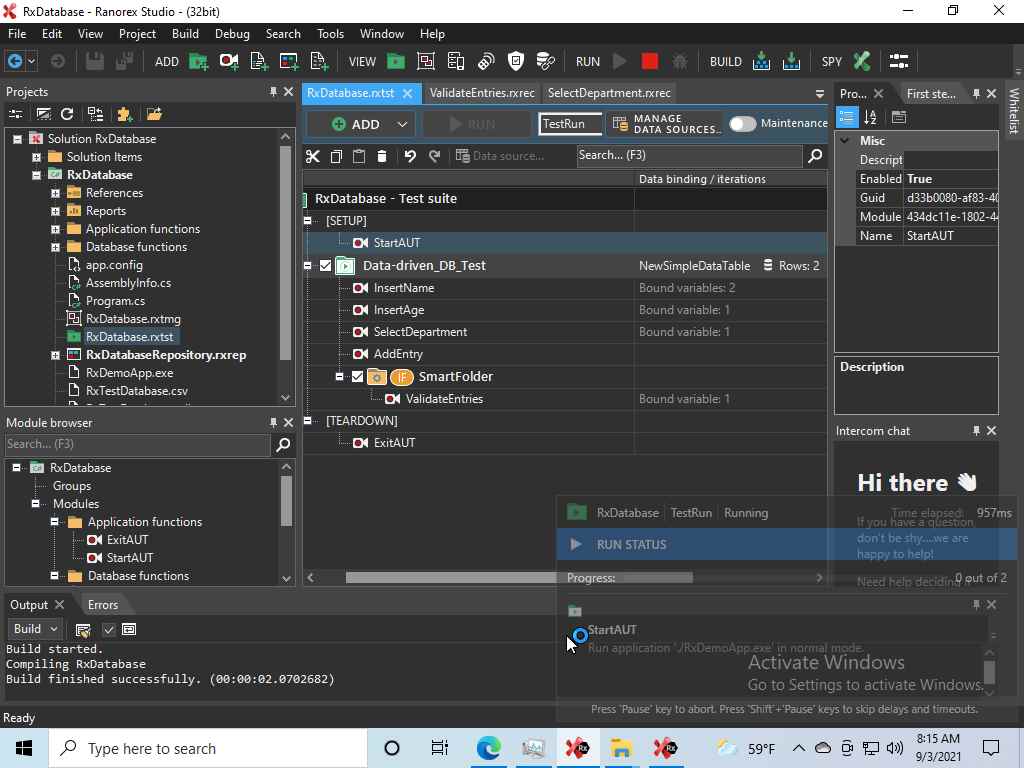 RxDatabase - Ranorex Studio - (32bit)
File Edit View Project Build Debug Search Tools Window Help
ADD VIEW RUN BUILD SPY
Projects
Solution RxDatabase
Solution Items
RxDatabase
References
Reports
Application functions
Database functions
app.config
AssemblyInfo.cs
Program.cs
RxDatabase.rxtmg
RxDatabase.rxtst
RxDatabaseRepository.rxrep
RxDemoApp.exe
RxTestDatabase.csv
Module browser
Search... (F3)
RxDatabase
Groups
Modules
Application functions
ExitAUT
StartAUT
Database functions
RxDatabase.rxtst ValidateEntries.rxrec SelectDepartment.rxrec
ADD RUN TestRun MANAGE
DATA SOURCES... Maintenance
Data source... Search... (F3)
Data binding / iterations
RxDatabase - Test suite
[SETUP]
StartAUT
Data-driven_DB_Test NewSimpleDataTable Rows: 2
InsertName Bound variables: 2
InsertAge Bound variable: 1
SelectDepartment Bound variable: 1
AddEntry
IF SmartFolder
ValidateEntries Bound variable: 1
[TEARDOWN]
ExitAUT
Pro... First ste...
Misc
Descript
Enabled True
Guid d33b0080-af83-40
Module 434dc11e-1802-44
Name StartAUT
Description
Whitelist
Intercom chat
Hi there
If you have a question,
don't be shy....we are
happy to help!
Need help deciding if
RxDatabase TestRun Running Time elapsed: 957ms
RUN STATUS
Progress: 0 out of 2
StartAUT
Run application './RxDemoApp.exe' in normal mode.
Press 'Pause' key to abort. Press 'Shift'+'Pause' keys to skip delays and timeouts.
Activate Windows
Go to Settings to activate Windows.
Output Errors
Build
Build started.
Compiling RxDatabase
Build finished successfully. (00:00:02.0702682)
Ready
Type here to search
59°F
8:15 AM
9/3/2021